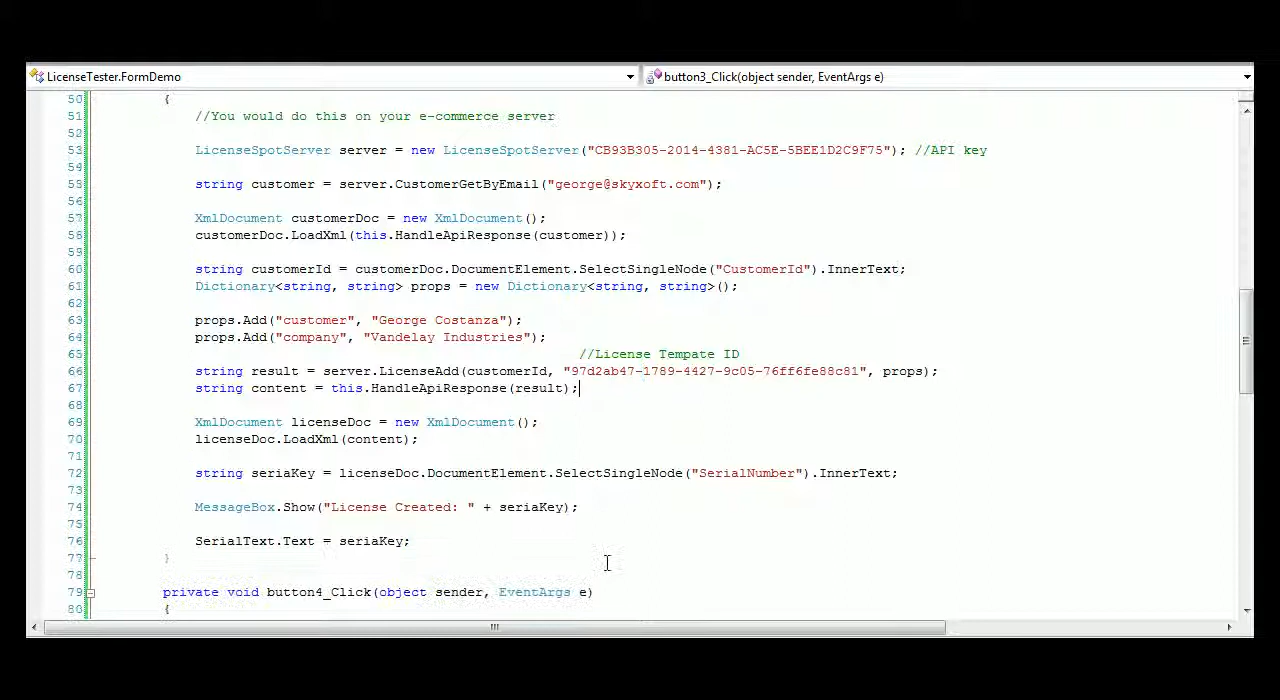 LicenseTester.FormDemo button3_Click(object sender, EventArgs e)
50 {
51 //You would do this on your e-commerce server
52
53 LicenseSpotServer server = new LicenseSpotServer("CB93B305-2014-4381-AC5E-5BEE1D2C9F75"); //API key
54
55 string customer = server.CustomerGetByEmail("george@skyxoft.com");
56
57 XmlDocument customerDoc = new XmlDocument();
58 customerDoc.LoadXml(this.HandleApiResponse(customer));
59
60 string customerId = customerDoc.DocumentElement.SelectSingleNode("CustomerId").InnerText;
61 Dictionary<string, string> props = new Dictionary<string, string>();
62
63 props.Add("customer", "George Costanza");
64 props.Add("company", "Vandelay Industries");
65 //License Tempate ID
66 string result = server.LicenseAdd(customerId, "97d2ab47-1789-4427-9c05-76ff6fe88c81", props);
67 string content = this.HandleApiResponse(result);
68
69 XmlDocument licenseDoc = new XmlDocument();
70 licenseDoc.LoadXml(content);
71
72 string seriaKey = licenseDoc.DocumentElement.SelectSingleNode("SerialNumber").InnerText;
73
74 MessageBox.Show("License Created: " + seriaKey);
75
76 SerialText.Text = seriaKey;
77 }
78
79 private void button4_Click(object sender, EventArgs e)
80 {